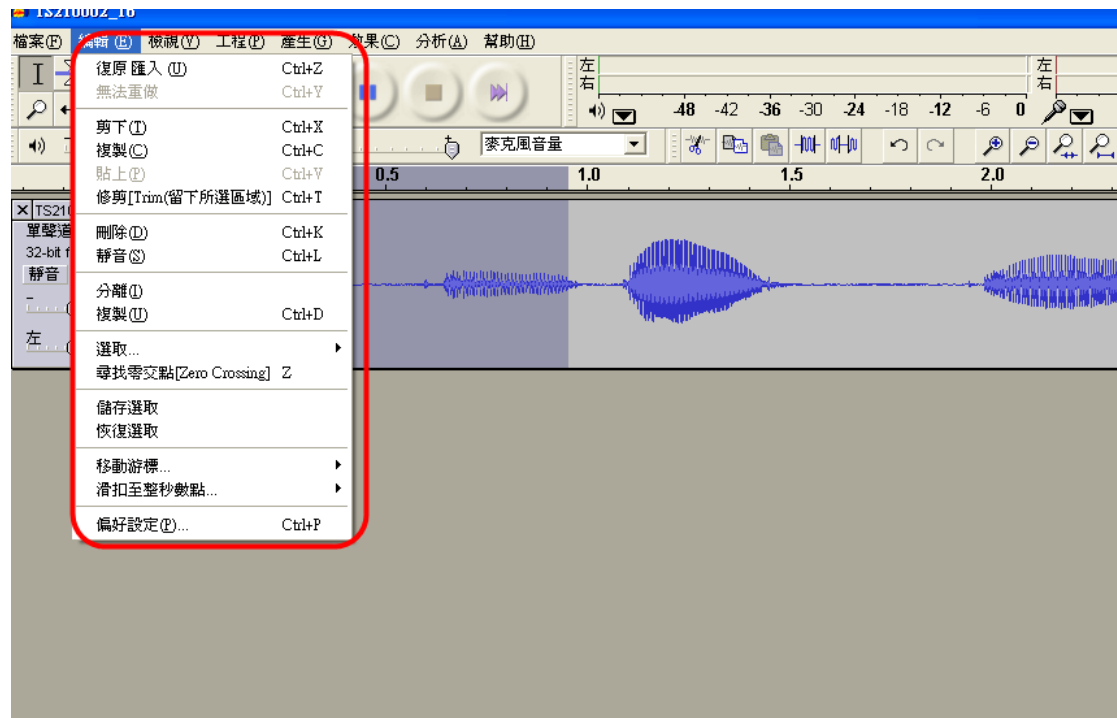 TS210002_16
檔案(F) 編輯(E) 檢視(V) 工程(P) 產生(G) 效果(C) 分析(A) 幫助(H)
復原 匯入 (U) Ctrl+Z
無法重做 Ctrl+Y
剪下(T) Ctrl+X
複製(C) Ctrl+C
貼上(P) Ctrl+V
修剪[Trim(留下所選區域)] Ctrl+T
刪除(D) Ctrl+K
靜音(S) Ctrl+L
分離(I)
複製(U) Ctrl+D
選取...
尋找零交點[Zero Crossing] Z
儲存選取
恢復選取
移動游標...
滑扣至整秒數點...
偏好設定(P)... Ctrl+P
左
右
-48 -42 -36 -30 -24 -18 -12 -6 0
左
右
麥克風音量
0.5 1.0 1.5 2.0
TS210
單聲道
32-bit f
靜音
左